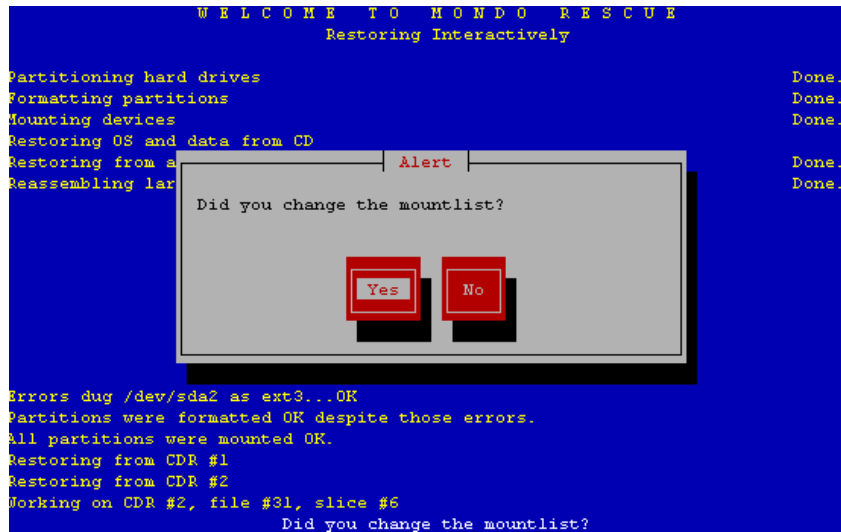 W E L C O M E   T O   M O N D O   R E S C U E
Restoring Interactively
Partitioning hard drives Done.
Formatting partitions Done.
Mounting devices Done.
Restoring OS and data from CD
Restoring from a Done.
Reassembling lar Done.
Alert
Did you change the mountlist?
Yes No
Errors dug /dev/sda2 as ext3...OK
Partitions were formatted OK despite those errors.
All partitions were mounted OK.
Restoring from CDR #1
Restoring from CDR #2
Working on CDR #2, file #31, slice #6
Did you change the mountlist?